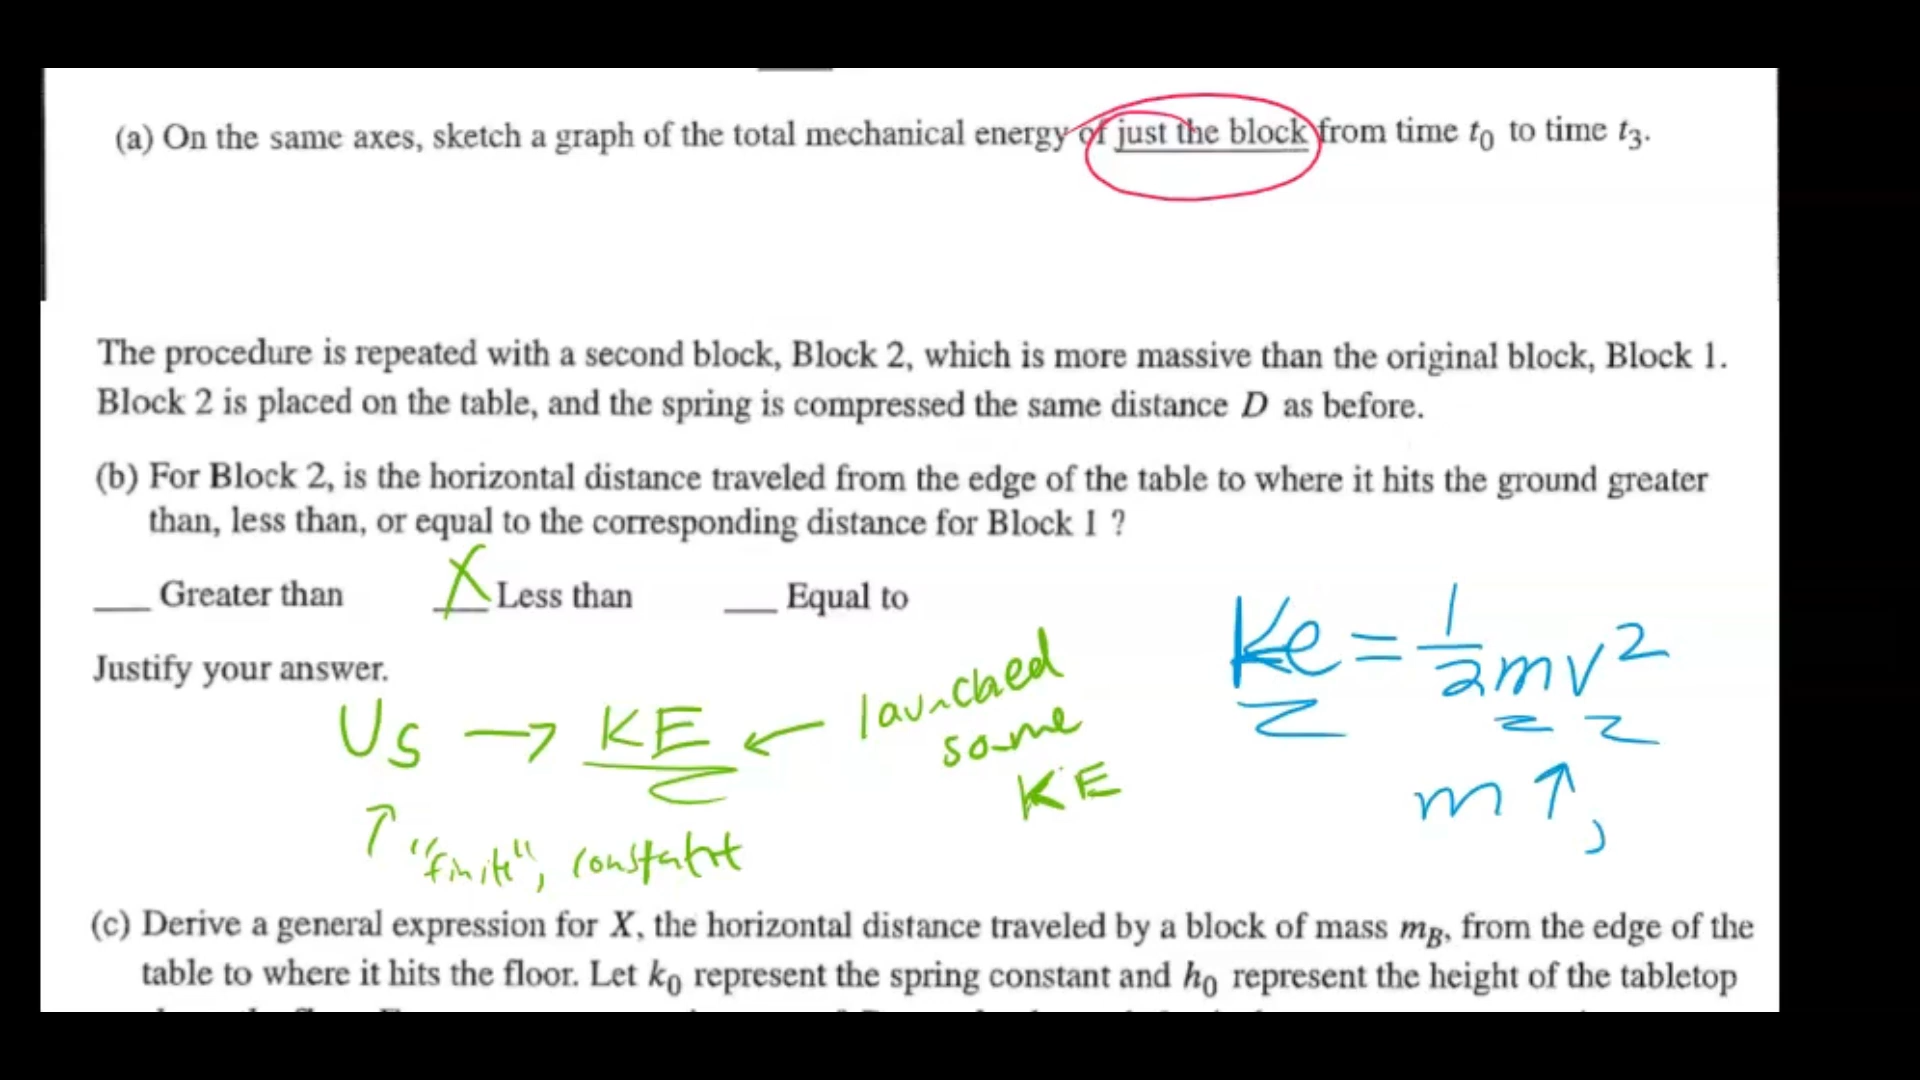 (a) On the same axes, sketch a graph of the total mechanical energy of just the block from time t₀ to time t₃.
The procedure is repeated with a second block, Block 2, which is more massive than the original block, Block 1.
Block 2 is placed on the table, and the spring is compressed the same distance D as before.
(b) For Block 2, is the horizontal distance traveled from the edge of the table to where it hits the ground greater
than, less than, or equal to the corresponding distance for Block 1 ?
___ Greater than X Less than ___ Equal to
Justify your answer.
Us → KE ← launched
same
KE
↑ "finite", constant
Ke = 1/2 mv²
m ↑,
(c) Derive a general expression for X, the horizontal distance traveled by a block of mass m_B, from the edge of the
table to where it hits the floor. Let k₀ represent the spring constant and h₀ represent the height of the tabletop